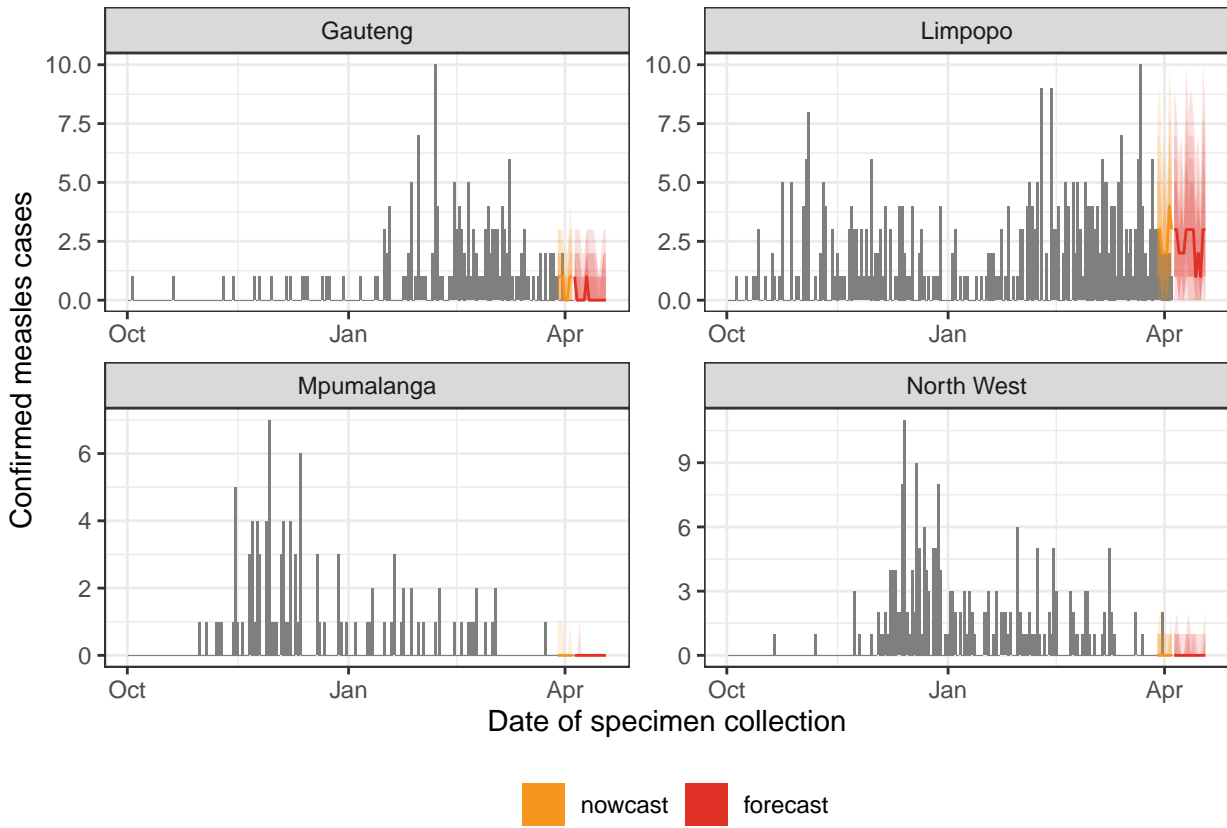 Gauteng
Limpopo
10.0
7.5
5.0
2.5
0.0
Oct
Jan
Apr
10.0
7.5
5.0
2.5
0.0
Oct
Jan
Apr
Mpumalanga
North West
6
4
2
0
Oct
Jan
Apr
9
6
3
0
Oct
Jan
Apr
Confirmed measles cases
Date of specimen collection
nowcast
forecast